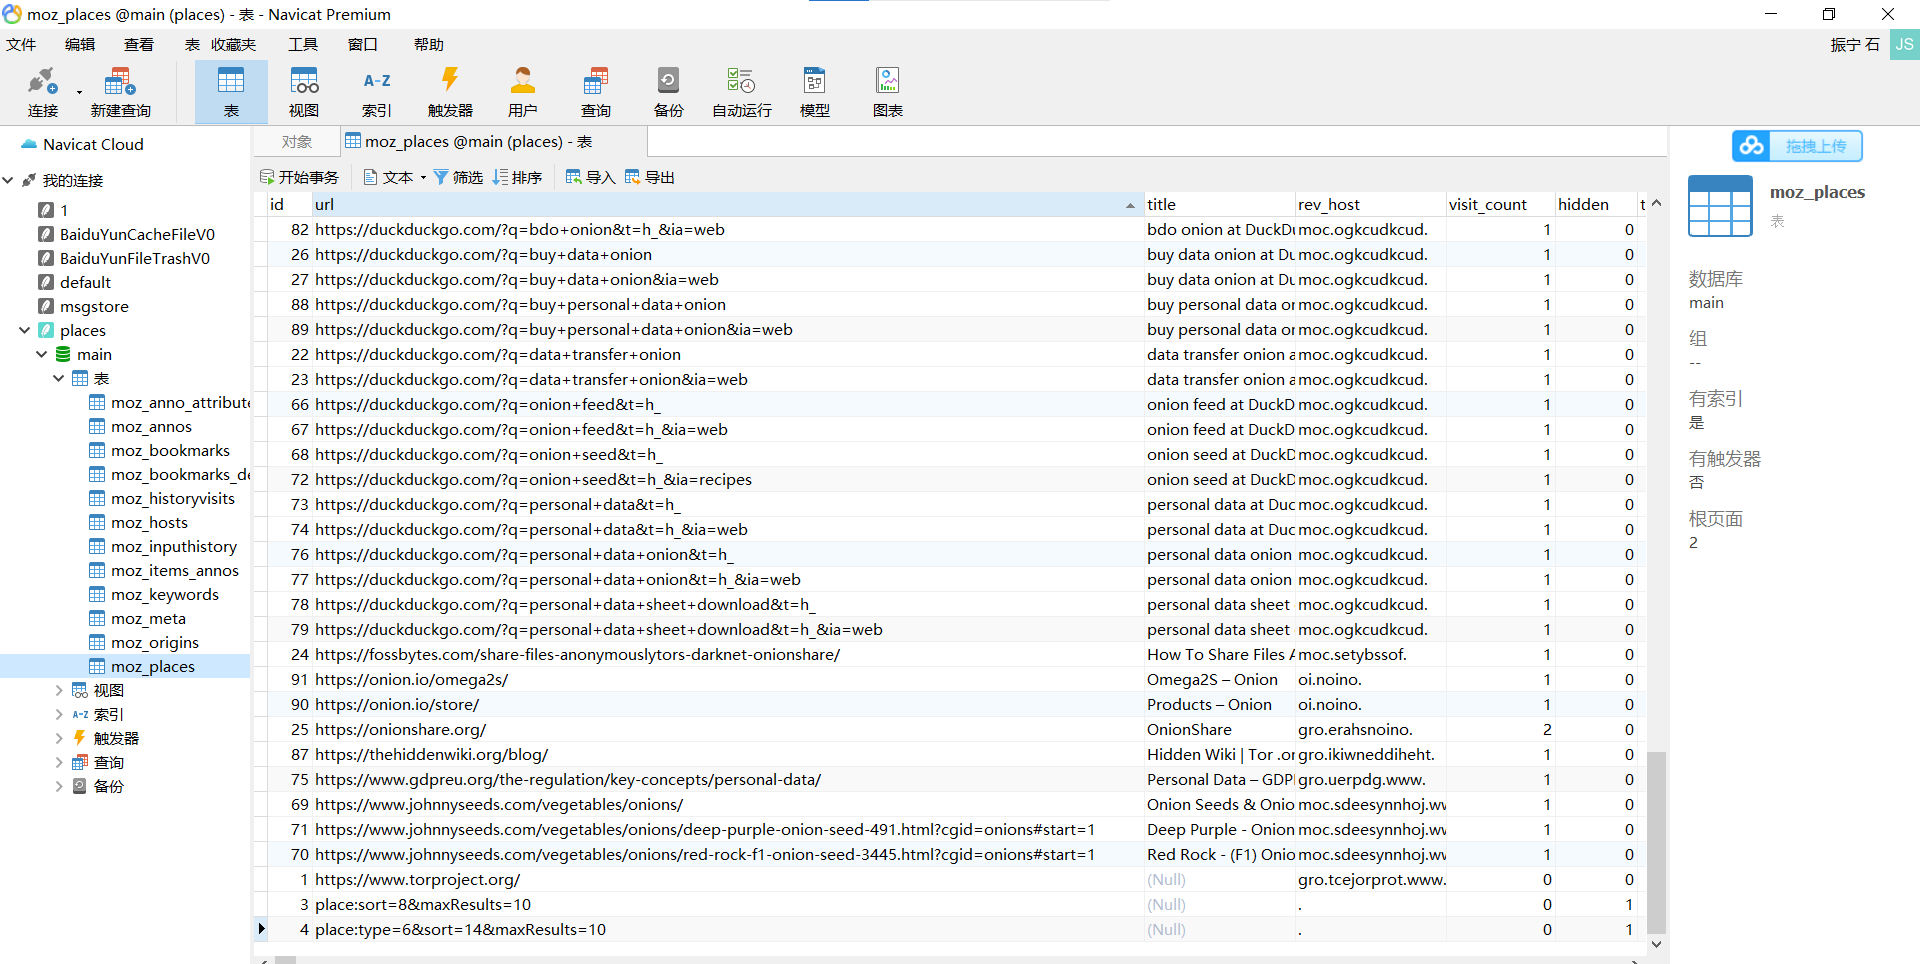 moz_places @main (places) - 表 - Navicat Premium
文件 编辑 查看 表 收藏夹 工具 窗口 帮助 振宁 石 JS
连接 新建查询 表 视图 A-Z 索引 触发器 用户 查询 备份 自动运行 模型 图表
Navicat Cloud
我的连接
1
BaiduYunCacheFileV0
BaiduYunFileTrashV0
default
msgstore
places
main
表
moz_anno_attribute
moz_annos
moz_bookmarks
moz_bookmarks_de
moz_historyvisits
moz_hosts
moz_inputhistory
moz_items_annos
moz_keywords
moz_meta
moz_origins
moz_places
视图
A-Z 索引
触发器
查询
备份
对象 moz_places @main (places) - 表
开始事务 文本 筛选 排序 导入 导出
id url title rev_host visit_count hidden t
82 https://duckduckgo.com/?q=bdo+onion&t=h_&ia=web bdo onion at DuckDu moc.ogkcudkcud. 1 0
26 https://duckduckgo.com/?q=buy+data+onion buy data onion at Du moc.ogkcudkcud. 1 0
27 https://duckduckgo.com/?q=buy+data+onion&ia=web buy data onion at Du moc.ogkcudkcud. 1 0
88 https://duckduckgo.com/?q=buy+personal+data+onion buy personal data or moc.ogkcudkcud. 1 0
89 https://duckduckgo.com/?q=buy+personal+data+onion&ia=web buy personal data or moc.ogkcudkcud. 1 0
22 https://duckduckgo.com/?q=data+transfer+onion data transfer onion a moc.ogkcudkcud. 1 0
23 https://duckduckgo.com/?q=data+transfer+onion&ia=web data transfer onion a moc.ogkcudkcud. 1 0
66 https://duckduckgo.com/?q=onion+feed&t=h_ onion feed at DuckD moc.ogkcudkcud. 1 0
67 https://duckduckgo.com/?q=onion+feed&t=h_&ia=web onion feed at DuckD moc.ogkcudkcud. 1 0
68 https://duckduckgo.com/?q=onion+seed&t=h_ onion seed at DuckD moc.ogkcudkcud. 1 0
72 https://duckduckgo.com/?q=onion+seed&t=h_&ia=recipes onion seed at DuckD moc.ogkcudkcud. 1 0
73 https://duckduckgo.com/?q=personal+data&t=h_ personal data at Duc moc.ogkcudkcud. 1 0
74 https://duckduckgo.com/?q=personal+data&t=h_&ia=web personal data at Duc moc.ogkcudkcud. 1 0
76 https://duckduckgo.com/?q=personal+data+onion&t=h_ personal data onion moc.ogkcudkcud. 1 0
77 https://duckduckgo.com/?q=personal+data+onion&t=h_&ia=web personal data onion moc.ogkcudkcud. 1 0
78 https://duckduckgo.com/?q=personal+data+sheet+download&t=h_ personal data sheet moc.ogkcudkcud. 1 0
79 https://duckduckgo.com/?q=personal+data+sheet+download&t=h_&ia=web personal data sheet moc.ogkcudkcud. 1 0
24 https://fossbytes.com/share-files-anonymouslytors-darknet-onionshare/ How To Share Files A moc.setybssof. 1 0
91 https://onion.io/omega2s/ Omega2S – Onion oi.noino. 1 0
90 https://onion.io/store/ Products – Onion oi.noino. 1 0
25 https://onionshare.org/ OnionShare gro.erahsnoino. 2 0
87 https://thehiddenwiki.org/blog/ Hidden Wiki | Tor .or gro.ikiwneddiheht. 1 0
75 https://www.gdpreu.org/the-regulation/key-concepts/personal-data/ Personal Data – GDPI gro.uerpdg.www. 1 0
69 https://www.johnnyseeds.com/vegetables/onions/ Onion Seeds & Onio moc.sdeesynnhoj.ww 1 0
71 https://www.johnnyseeds.com/vegetables/onions/deep-purple-onion-seed-491.html?cgid=onions#start=1 Deep Purple - Onion moc.sdeesynnhoj.ww 1 0
70 https://www.johnnyseeds.com/vegetables/onions/red-rock-f1-onion-seed-3445.html?cgid=onions#start=1 Red Rock - (F1) Onio moc.sdeesynnhoj.ww 1 0
1 https://www.torproject.org/ (Null) gro.tcejorprot.www. 0 0
3 place:sort=8&maxResults=10 (Null) . 0 1
4 place:type=6&sort=14&maxResults=10 (Null) . 0 1
拖拽上传
moz_places
表
数据库
main
组
--
有索引
是
有触发器
否
根页面
2